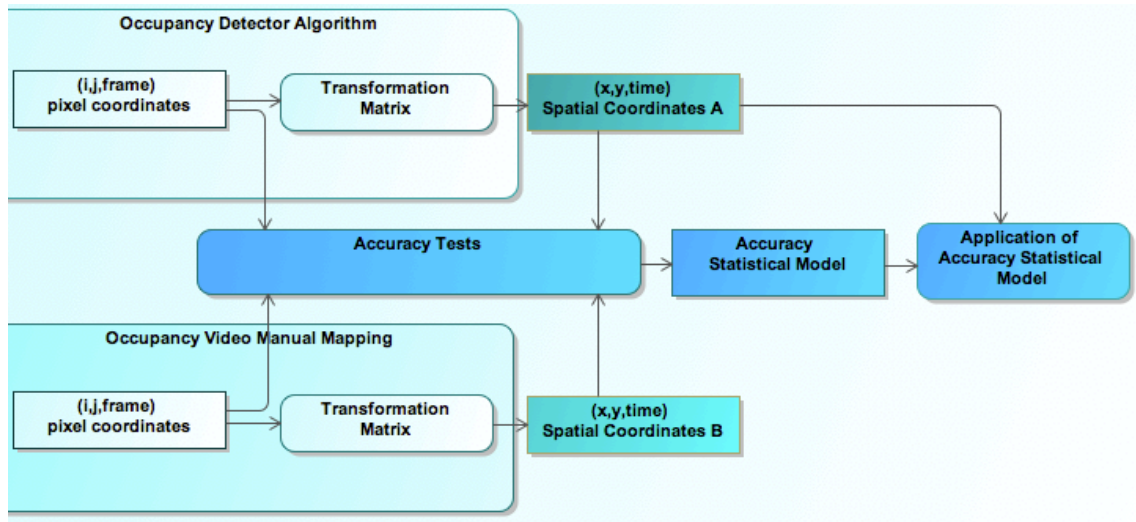 Occupancy Detector Algorithm
(i,j,frame)
pixel coordinates
Transformation
Matrix
(x,y,time)
Spatial Coordinates A
Accuracy Tests
Accuracy
Statistical Model
Application of
Accuracy Statistical
Model
Occupancy Video Manual Mapping
(i,j,frame)
pixel coordinates
Transformation
Matrix
(x,y,time)
Spatial Coordinates B